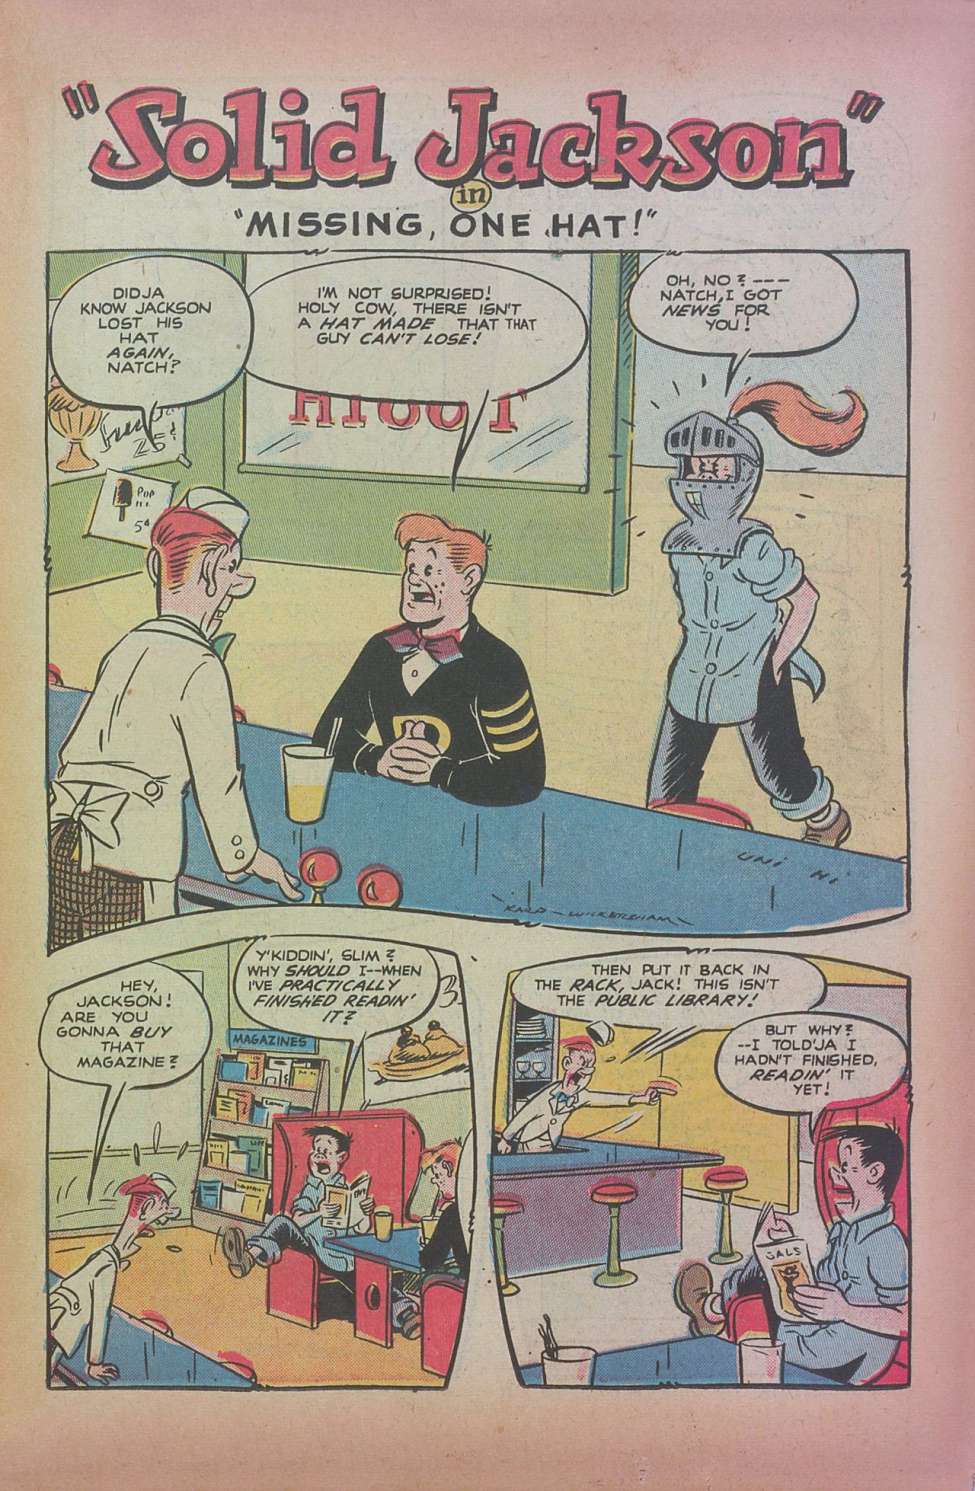 "Solid Jackson"
in
"MISSING, ONE HAT!"
DIDJA
KNOW JACKSON
LOST HIS
HAT
AGAIN,
NATCH?
I'M NOT SURPRISED!
HOLY COW, THERE ISN'T
A HAT MADE THAT THAT
GUY CAN'T LOSE!
OH, NO? ----
NATCH, I GOT
NEWS FOR
YOU!
25¢
POP
5¢
D
UNI HI
KARP - WICKERSHAM
HEY,
JACKSON!
ARE YOU
GONNA BUY
THAT
MAGAZINE?
Y'KIDDIN', SLIM?
WHY SHOULD I--WHEN
I'VE PRACTICALLY
FINISHED READIN'
IT?
MAGAZINES
THEN PUT IT BACK IN
THE RACK, JACK! THIS ISN'T
THE PUBLIC LIBRARY!
BUT WHY?
--I TOLD'JA I
HADN'T FINISHED,
READIN' IT
YET!
GALS